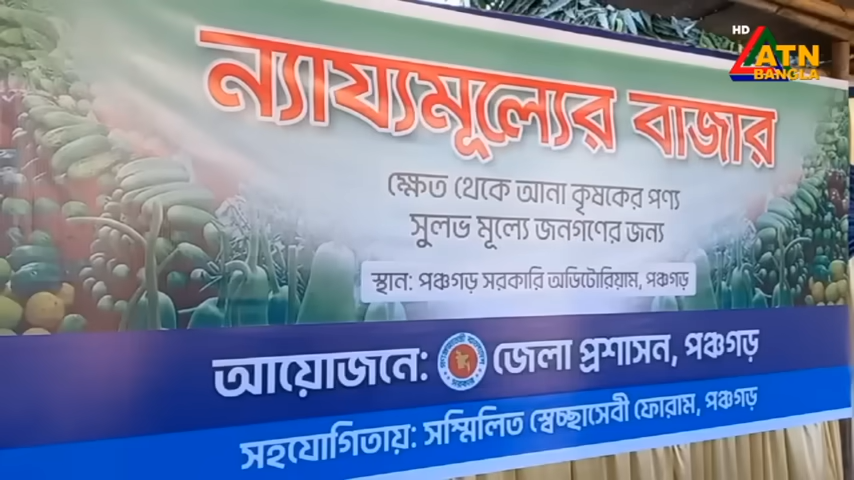 HD
ATN
BANGLA
ন্যায্যমূল্যের বাজার
ক্ষেত থেকে আনা কৃষকের পণ্য
সুলভ মূল্যে জনগণের জন্য
স্থান: পঞ্চগড় সরকারি অডিটোরিয়াম, পঞ্চগড়
আয়োজনে: জেলা প্রশাসন, পঞ্চগড়
সহযোগিতায়: সম্মিলিত স্বেচ্ছাসেবী ফোরাম, পঞ্চগড়